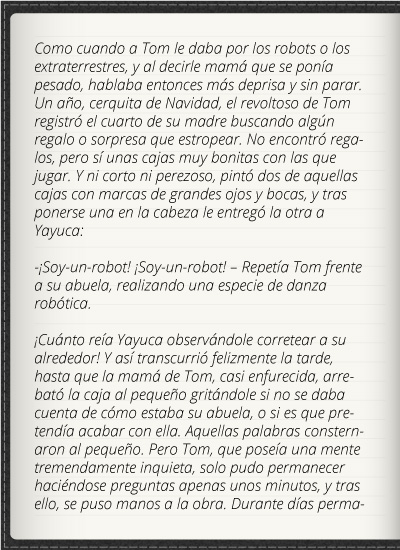 Como cuando a Tom le daba por los robots o los
extraterrestres, y al decirle mamá que se ponía
pesado, hablaba entonces más deprisa y sin parar.
Un año, cerquita de Navidad, el revoltoso de Tom
registró el cuarto de su madre buscando algún
regalo o sorpresa que estropear. No encontró rega-
los, pero sí unas cajas muy bonitas con las que
jugar. Y ni corto ni perezoso, pintó dos de aquellas
cajas con marcas de grandes ojos y bocas, y tras
ponerse una en la cabeza le entregó la otra a
Yayuca:
-¡Soy-un-robot! ¡Soy-un-robot! – Repetía Tom frente
a su abuela, realizando una especie de danza
robótica.
¡Cuánto reía Yayuca observándole corretear a su
alrededor! Y así transcurrió felizmente la tarde,
hasta que la mamá de Tom, casi enfurecida, arre-
bató la caja al pequeño gritándole si no se daba
cuenta de cómo estaba su abuela, o si es que pre-
tendía acabar con ella. Aquellas palabras constern-
aron al pequeño. Pero Tom, que poseía una mente
tremendamente inquieta, solo pudo permanecer
haciéndose preguntas apenas unos minutos, y tras
ello, se puso manos a la obra. Durante días perma-